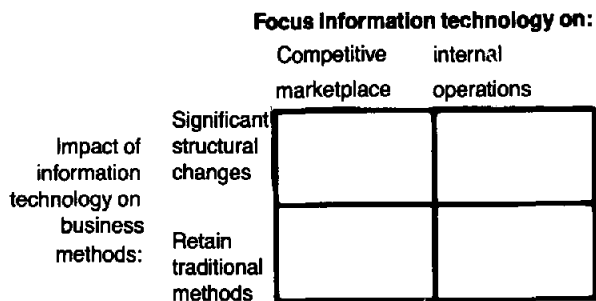 Focus Information technology on:
Competitive internal
marketplace operations
Significant
structural
changes
Impact of
information
technology on
business
methods:
Retain
traditional
methods